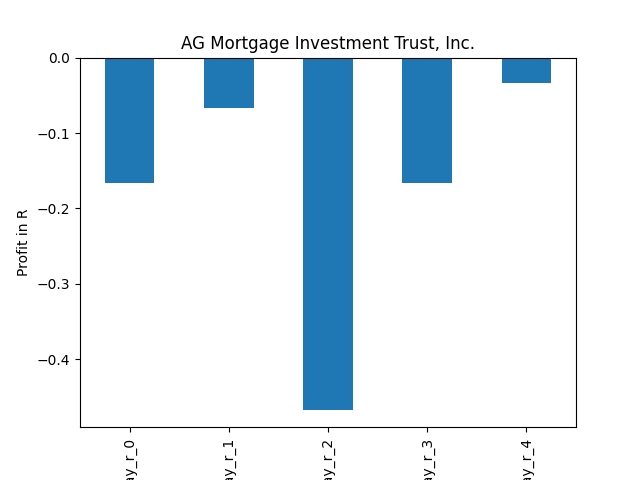 AG Mortgage Investment Trust, Inc.
Profit in R
0.0
−0.1
−0.2
−0.3
−0.4
ay_r_0
ay_r_1
ay_r_2
ay_r_3
ay_r_4